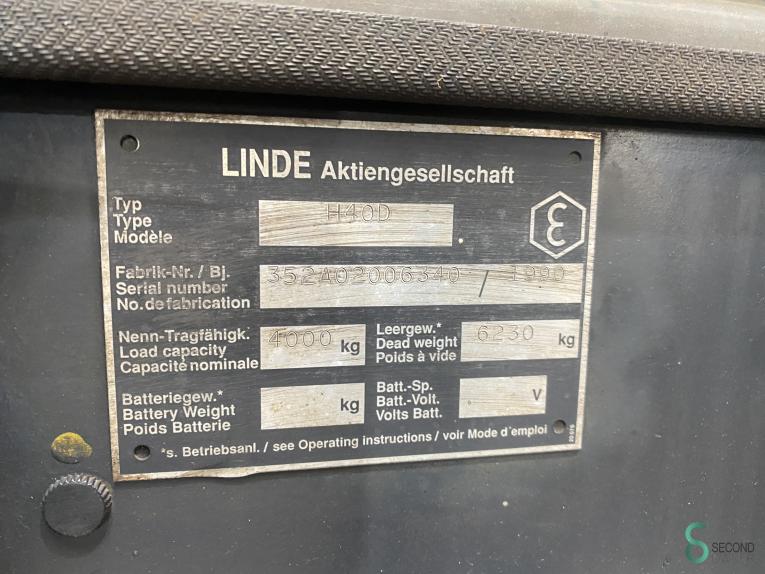 LINDE Aktiengesellschaft
Typ
Type
Modèle
H40D
Fabrik-Nr. / Bj.
Serial number
No. de fabrication
352A02006340 / 1990
Nenn-Tragfähigk.
Load capacity
Capacité nominale
4000 kg
Leergew.*
Dead weight
Poids à vide
6230 kg
Batteriegew.*
Battery Weight
Poids Batterie
kg
Batt.-Sp.
Batt.-Volt.
Volts Batt.
V
*s. Betriebsanl. / see Operating instructions / voir Mode d'emploi
SECOND